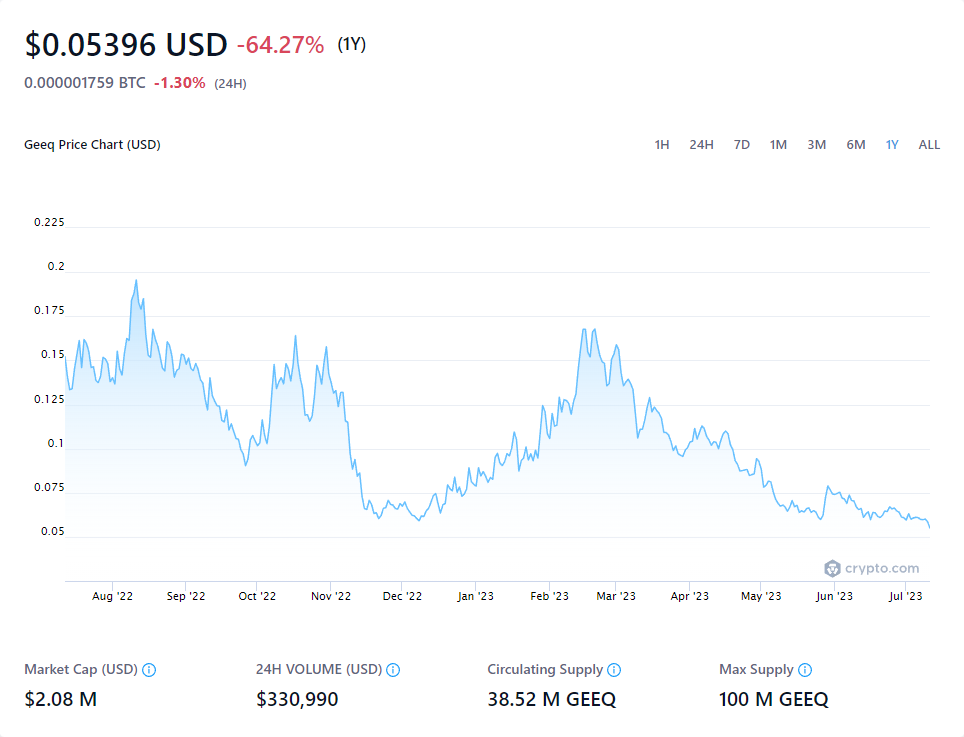 $0.05396 USD -64.27% (1Y)
0.000001759 BTC -1.30% (24H)
Geeq Price Chart (USD) 1H 24H 7D 1M 3M 6M 1Y ALL
0.225
0.2
0.175
0.15
0.125
0.1
0.075
0.05
crypto.com
Aug '22 Sep '22 Oct '22 Nov '22 Dec '22 Jan '23 Feb '23 Mar '23 Apr '23 May '23 Jun '23 Jul '23
Market Cap (USD) 24H VOLUME (USD) Circulating Supply Max Supply
$2.08 M $330,990 38.52 M GEEQ 100 M GEEQ